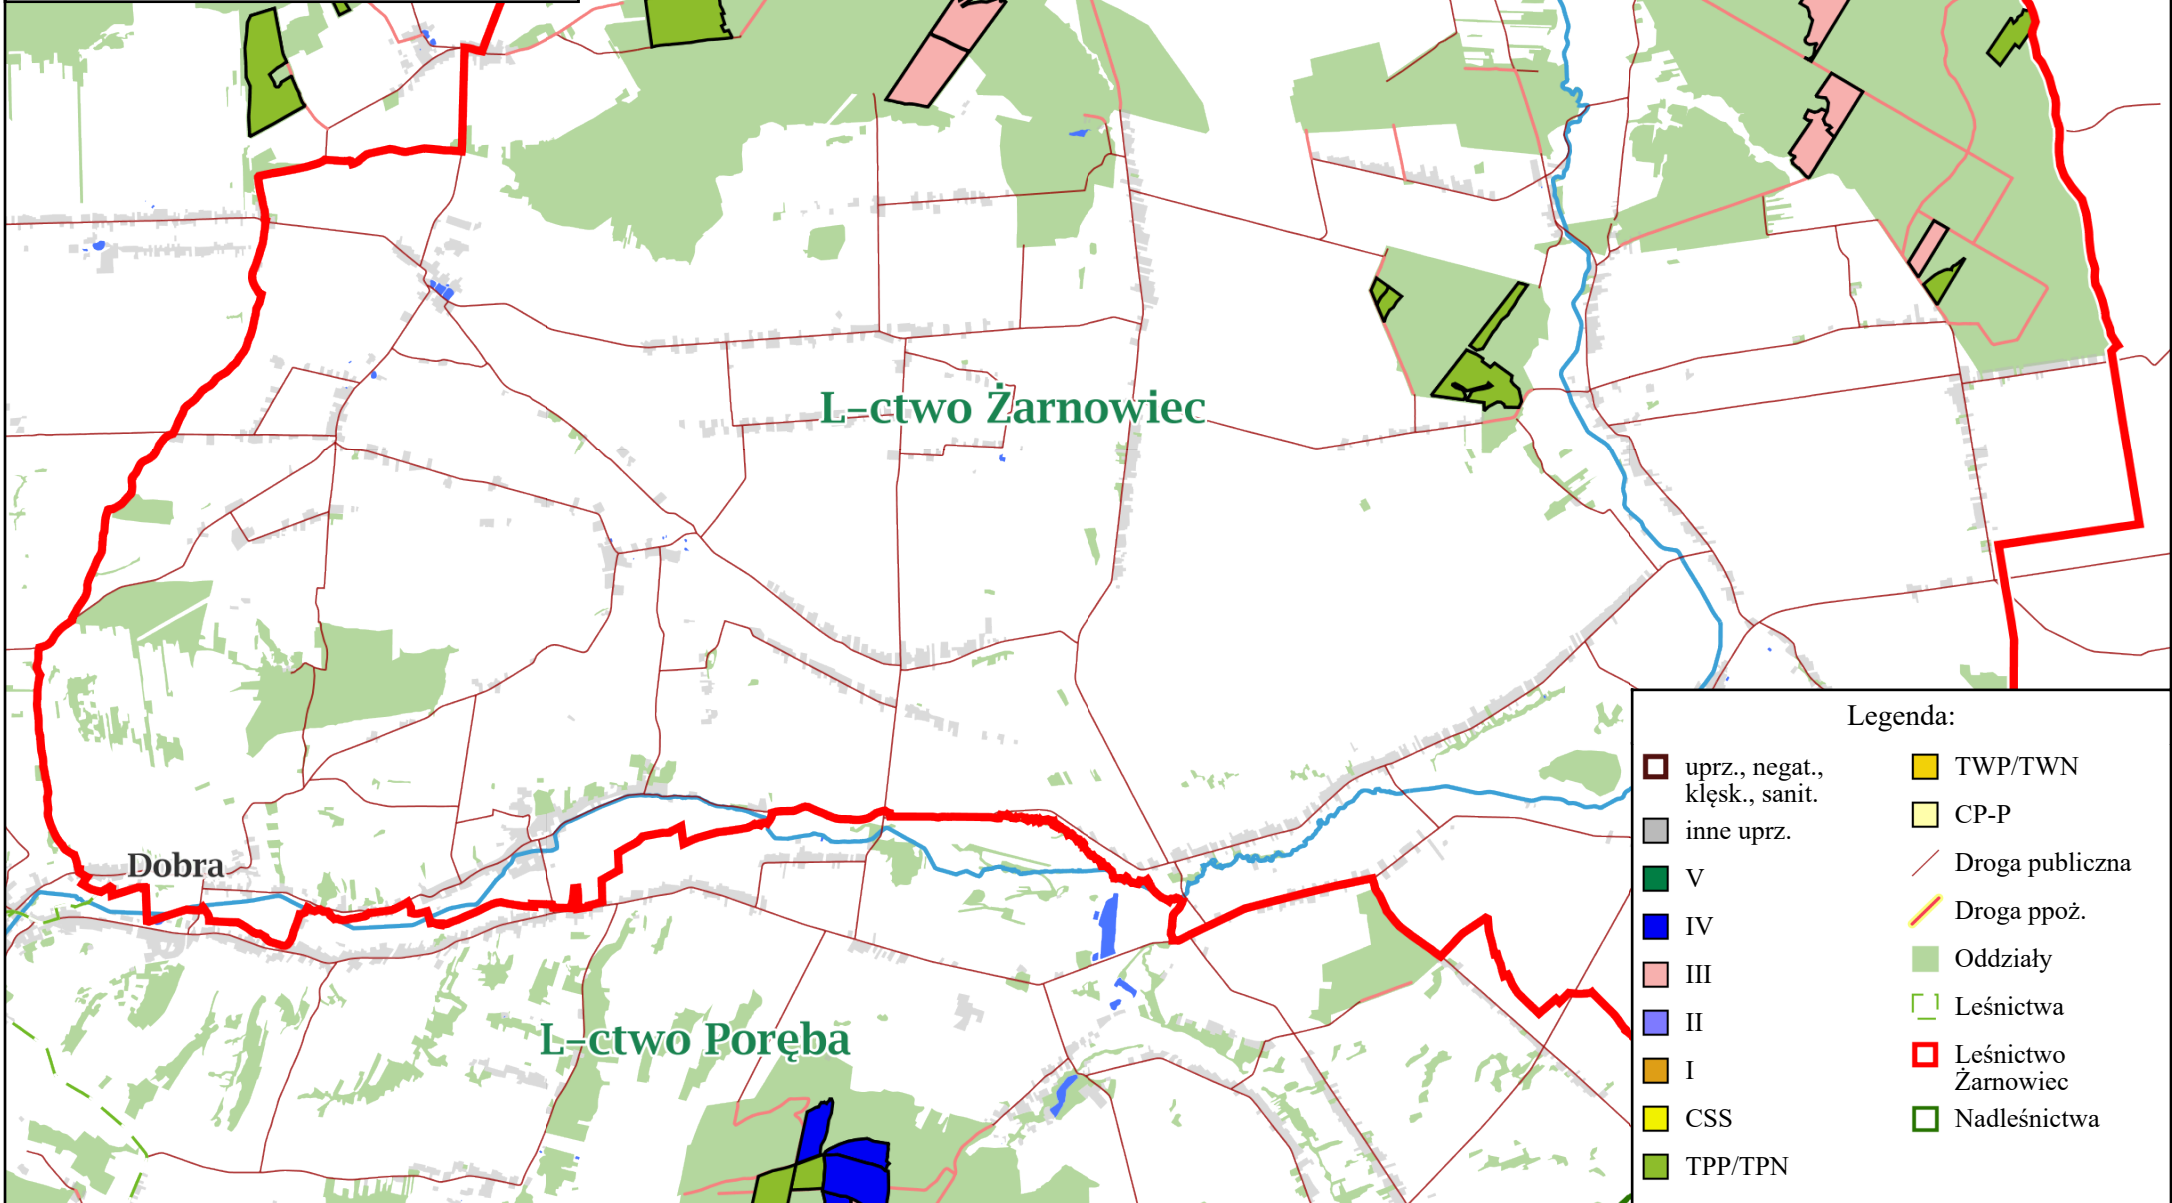 L-ctwo Żarnowiec
Dobra
L-ctwo Poręba
Legenda:
uprz., negat.,
klęsk., sanit.
inne uprz.
V
IV
III
II
I
CSS
TPP/TPN
TWP/TWN
CP-P
Droga publiczna
Droga ppoż.
Oddziały
Leśnictwa
Leśnictwo
Żarnowiec
Nadleśnictwa